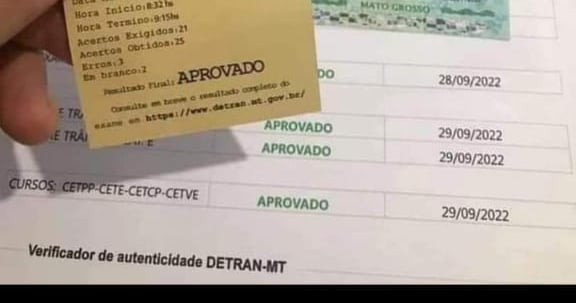 Hora Inicio:8:32hs
Hora Termino:9:15hs
Acertos Exigidos:21
Acertos Obtidos:25
Erros:3
Em branco:2
Resultado Final: APROVADO
Consulte em breve o resultado completo do
exame em https://www.detran.mt.gov.br/
MATO GROSSO
DO
28/09/2022
E TRÂ
APROVADO
29/09/2022
E TRÂ
APROVADO
29/09/2022
CURSOS: CETPP-CETE-CETCP-CETVE
APROVADO
29/09/2022
Verificador de autenticidade DETRAN-MT